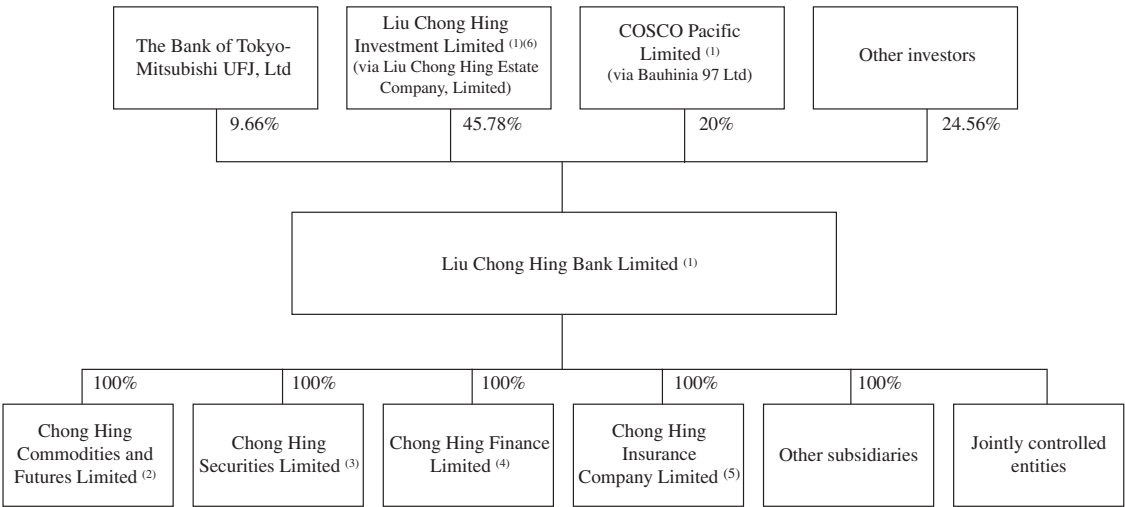 The Bank of Tokyo-
Mitsubishi UFJ, Ltd
Liu Chong Hing
Investment Limited (1)(6)
(via Liu Chong Hing Estate
Company, Limited)
COSCO Pacific
Limited (1)
(via Bauhinia 97 Ltd)
Other investors
9.66%
45.78%
20%
24.56%
Liu Chong Hing Bank Limited (1)
100%
100%
100%
100%
100%
Chong Hing
Commodities and
Futures Limited (2)
Chong Hing
Securities Limited (3)
Chong Hing Finance
Limited (4)
Chong Hing
Insurance
Company Limited (5)
Other subsidiaries
Jointly controlled
entities